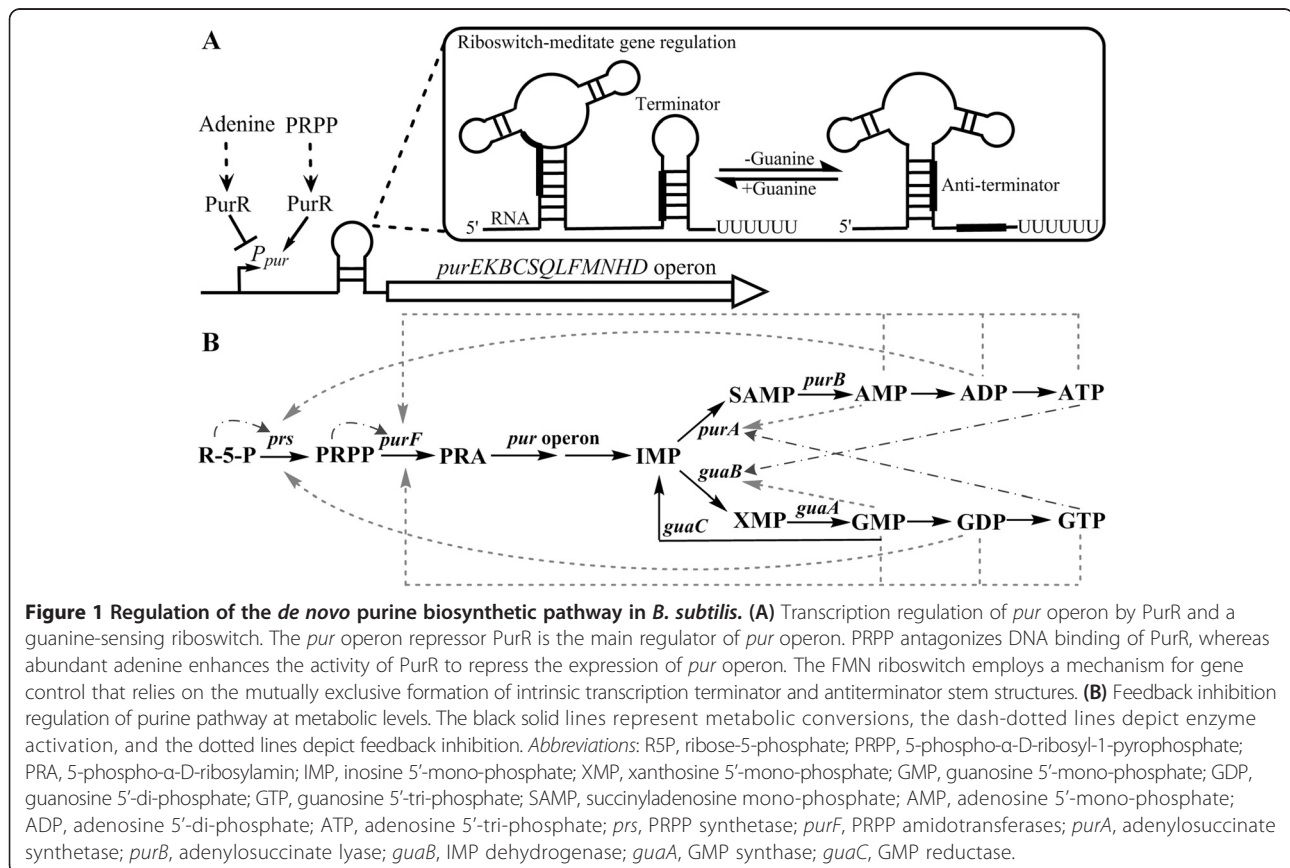 A
Riboswitch-meditate gene regulation
Terminator
Adenine PRPP
-Guanine
+Guanine
PurR PurR
Anti-terminator
5' RNA UUUUUU 5' UUUUUU
Ppur
purEKBCSQLFMNHD operon
B
SAMP purB AMP ADP ATP
prs purF pur operon purA
R-5-P PRPP PRA IMP
guaB
guaC XMP guaA GMP GDP GTP
Figure 1 Regulation of the de novo purine biosynthetic pathway in B. subtilis. (A) Transcription regulation of pur operon by PurR and a
guanine-sensing riboswitch. The pur operon repressor PurR is the main regulator of pur operon. PRPP antagonizes DNA binding of PurR, whereas
abundant adenine enhances the activity of PurR to repress the expression of pur operon. The FMN riboswitch employs a mechanism for gene
control that relies on the mutually exclusive formation of intrinsic transcription terminator and antiterminator stem structures. (B) Feedback inhibition
regulation of purine pathway at metabolic levels. The black solid lines represent metabolic conversions, the dash-dotted lines depict enzyme
activation, and the dotted lines depict feedback inhibition. Abbreviations: R5P, ribose-5-phosphate; PRPP, 5-phospho-α-D-ribosyl-1-pyrophosphate;
PRA, 5-phospho-α-D-ribosylamin; IMP, inosine 5′-mono-phosphate; XMP, xanthosine 5′-mono-phosphate; GMP, guanosine 5′-mono-phosphate; GDP,
guanosine 5′-di-phosphate; GTP, guanosine 5′-tri-phosphate; SAMP, succinyladenosine mono-phosphate; AMP, adenosine 5′-mono-phosphate;
ADP, adenosine 5′-di-phosphate; ATP, adenosine 5′-tri-phosphate; prs, PRPP synthetase; purF, PRPP amidotransferases; purA, adenylosuccinate
synthetase; purB, adenylosuccinate lyase; guaB, IMP dehydrogenase; guaA, GMP synthase; guaC, GMP reductase.